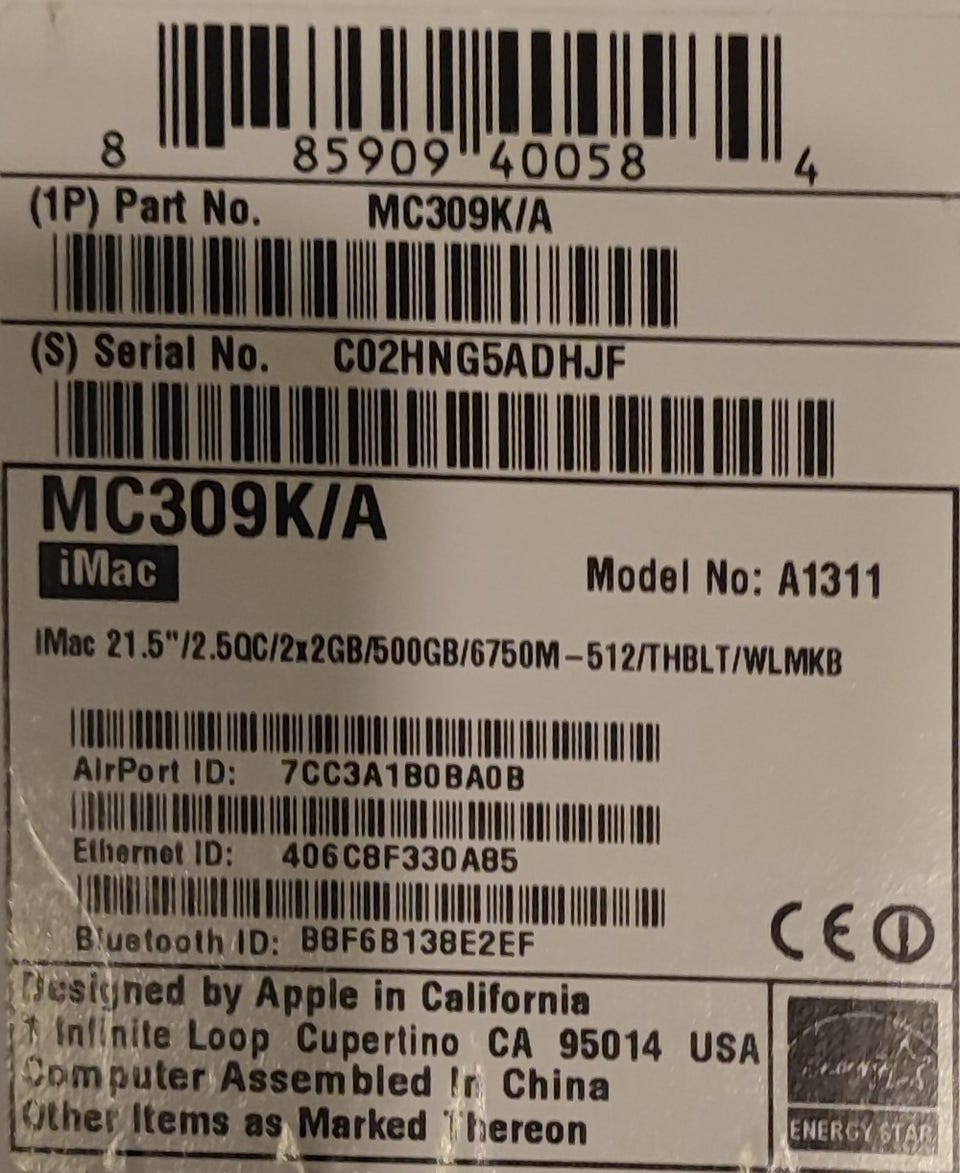 8 85909 40058 4
(1P) Part No. MC309K/A
(S) Serial No. C02HNG5ADHJF
MC309K/A
iMac
Model No: A1311
iMac 21.5"/2.5QC/2x2GB/500GB/6750M-512/THBLT/WLMKB
AirPort ID: 7CC3A1B0BA0B
Ethernet ID: 406C8F330A85
Bluetooth ID: B8F6B138E2EF
CE
Designed by Apple in California
1 Infinite Loop Cupertino CA 95014 USA
Computer Assembled In China
Other Items as Marked Thereon
ENERGY STAR